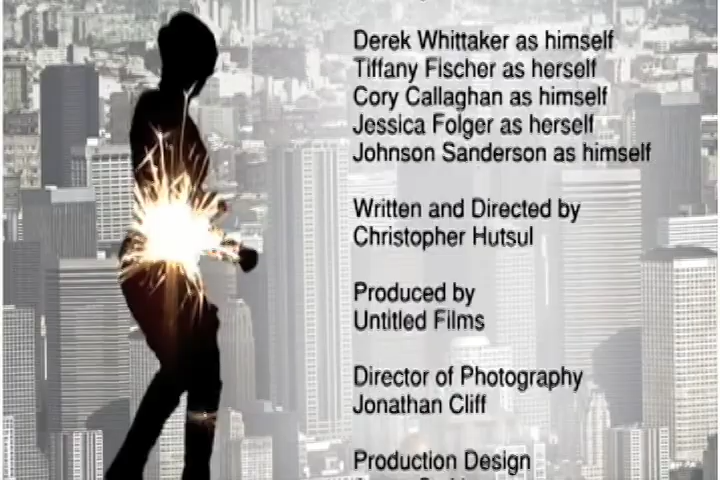 Derek Whittaker as himself
Tiffany Fischer as herself
Cory Callaghan as himself
Jessica Folger as herself
Johnson Sanderson as himself
Written and Directed by
Christopher Hutsul
Produced by
Untitled Films
Director of Photography
Jonathan Cliff
Production Design